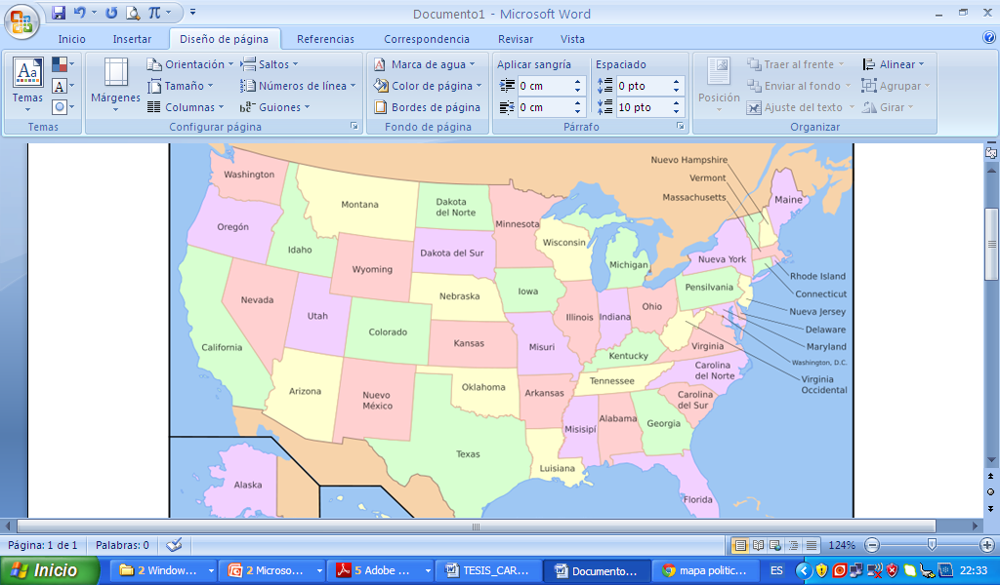 Documento1 - Microsoft Word
Inicio Insertar Diseño de página Referencias Correspondencia Revisar Vista
Temas
Temas
Márgenes
Orientación
Tamaño
Columnas
Saltos
Números de línea
Guiones
Configurar página
Marca de agua
Color de página
Bordes de página
Fondo de página
Aplicar sangría
0 cm
0 cm
Espaciado
0 pto
10 pto
Párrafo
Posición
Traer al frente
Enviar al fondo
Ajuste del texto
Alinear
Agrupar
Girar
Organizar
Nuevo Hampshire
Vermont
Massachusetts
Maine
Washington
Montana
Dakota
del Norte
Minnesota
Oregón
Idaho
Wisconsin
Dakota del Sur
Michigan
Nueva York
Wyoming
Rhode Island
Connecticut
Nueva Jersey
Delaware
Maryland
Washington, D.C.
Virginia
Occidental
Pensilvania
Nebraska
Iowa
Nevada
Utah
Illinois
Indiana
Ohio
Colorado
Kansas
Misuri
Kentucky
Virginia
California
Carolina
del Norte
Tennessee
Arizona
Nuevo
México
Oklahoma
Arkansas
Carolina
del Sur
Misisipí
Alabama
Georgia
Texas
Luisiana
Alaska
Florida
Página: 1 de 1 Palabras: 0 124%
Inicio 2 Window... 2 Microso... 5 Adobe ... TESIS_CAR... Documento... mapa politic... ES 22:33